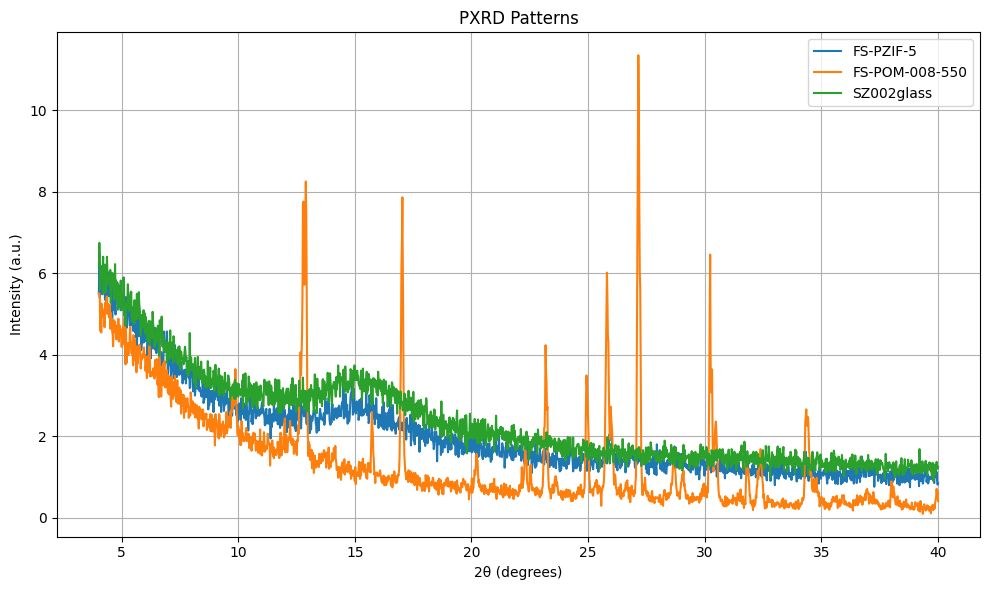 PXRD Patterns
FS-PZIF-5
FS-POM-008-550
SZ002glass
Intensity (a.u.)
10
8
6
4
2
0
5 10 15 20 25 30 35 40
2θ (degrees)